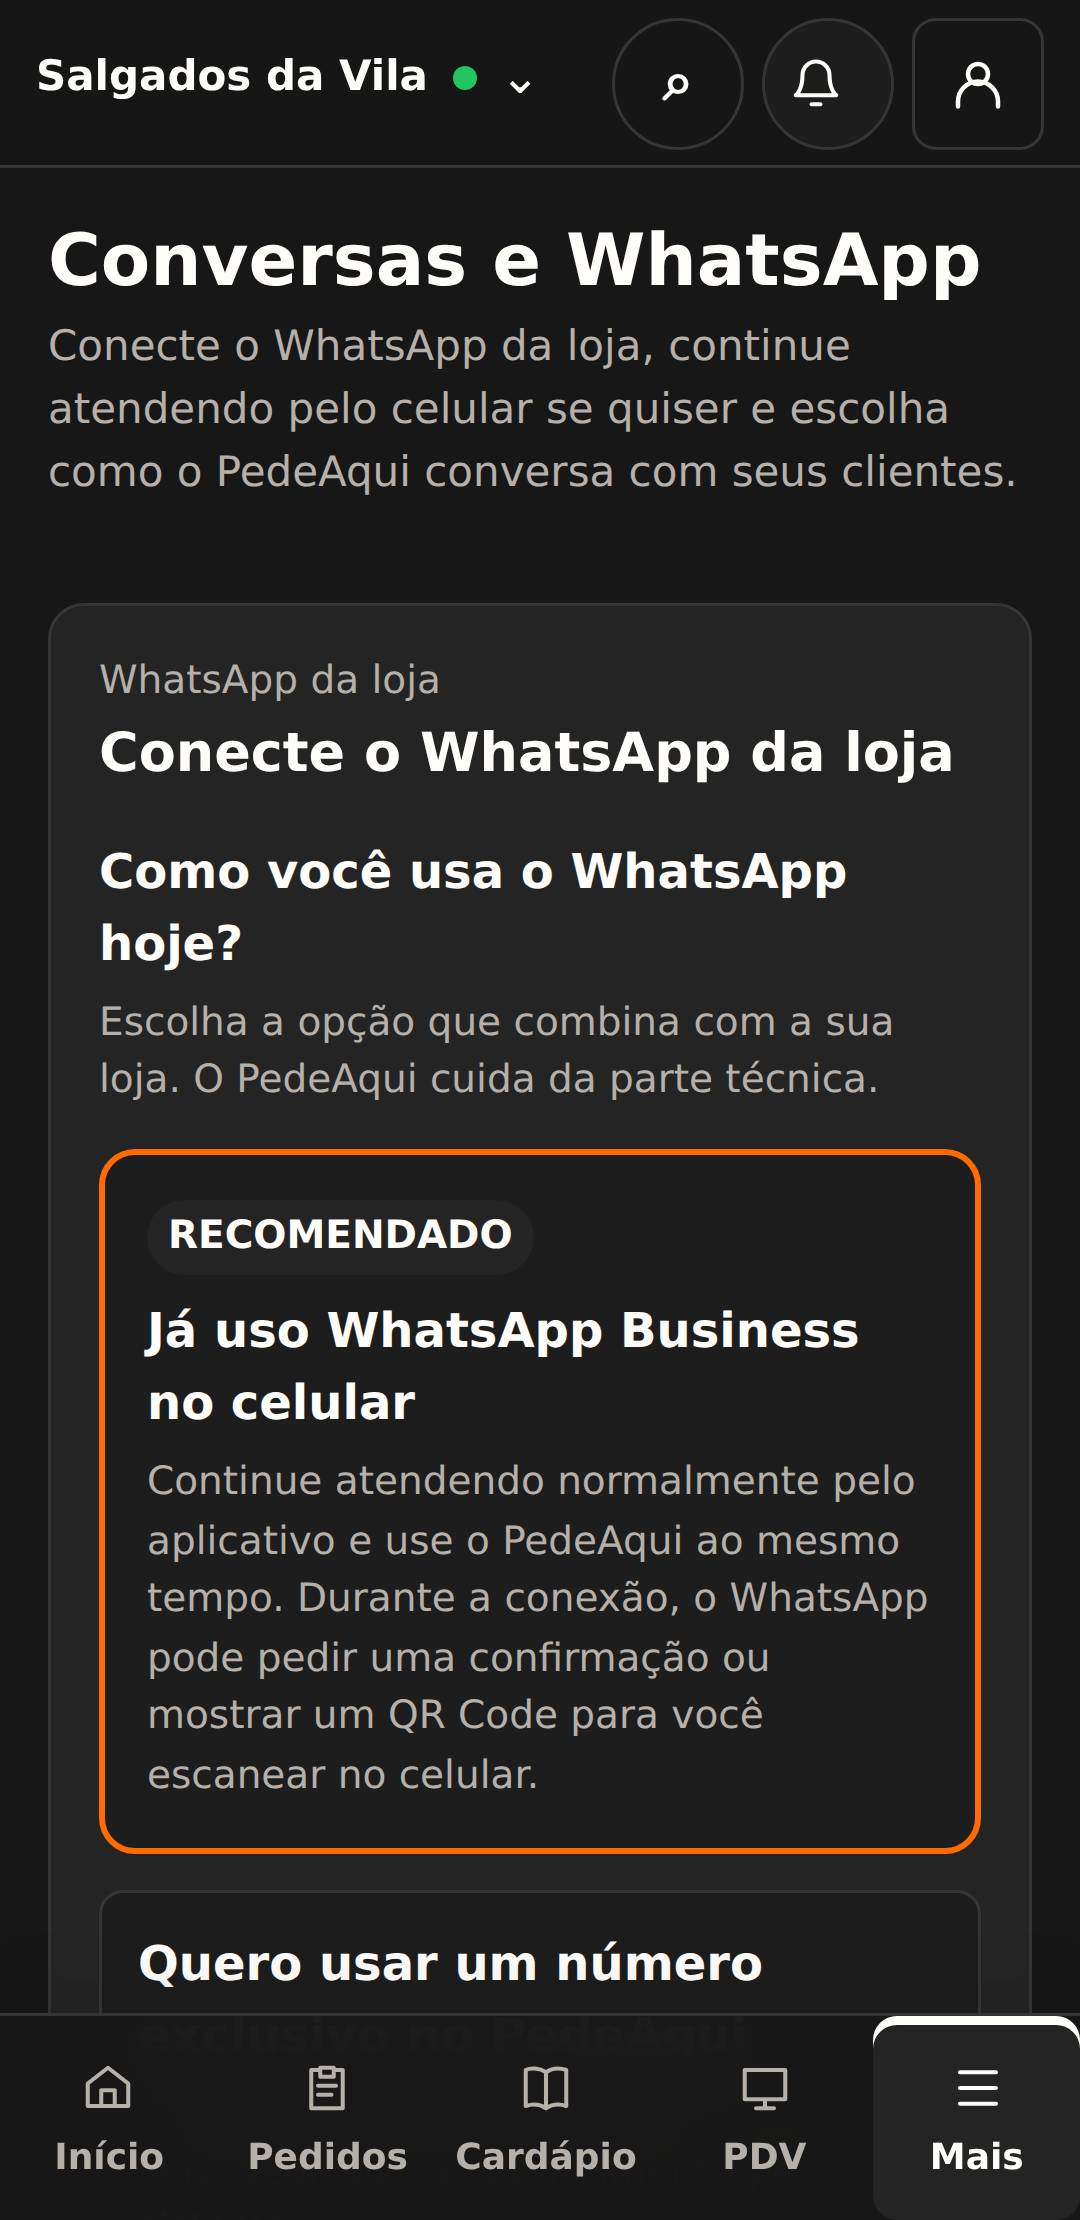 Salgados da Vila
Conversas e WhatsApp
Conecte o WhatsApp da loja, continue
atendendo pelo celular se quiser e escolha
como o PedeAqui conversa com seus clientes.
WhatsApp da loja
Conecte o WhatsApp da loja
Como você usa o WhatsApp
hoje?
Escolha a opção que combina com a sua
loja. O PedeAqui cuida da parte técnica.
RECOMENDADO
Já uso WhatsApp Business
no celular
Continue atendendo normalmente pelo
aplicativo e use o PedeAqui ao mesmo
tempo. Durante a conexão, o WhatsApp
pode pedir uma confirmação ou
mostrar um QR Code para você
escanear no celular.
Quero usar um número
exclusivo no PedeAqui
Início
Pedidos
Cardápio
PDV
Mais